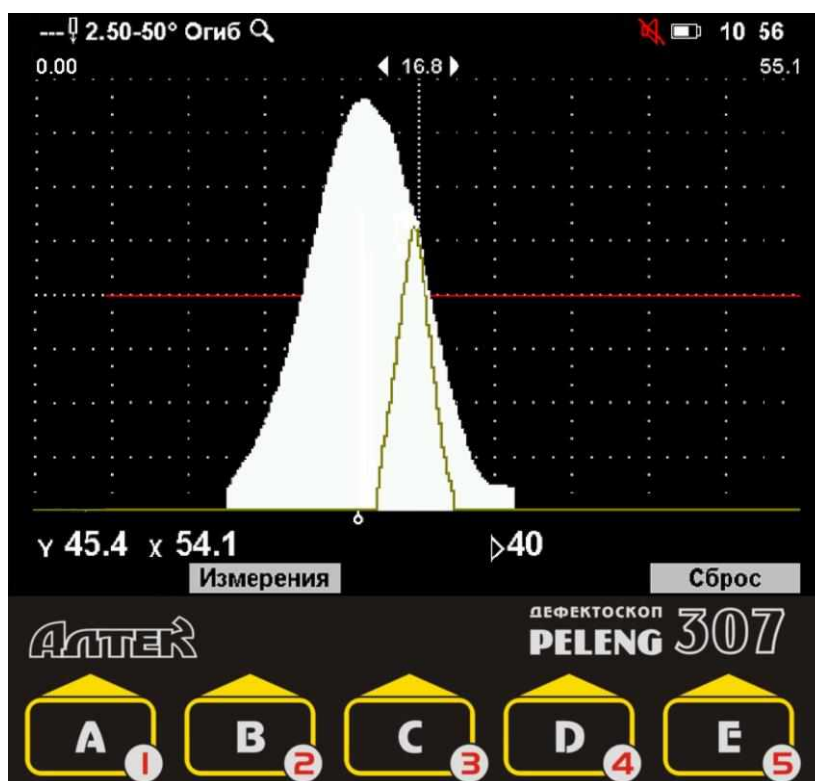 --- 2.50-50° Огиб
10 56
0.00
16.8
55.1
Y 45.4 X 54.1
40
Измерения
Сброс
АЛТЕК
ДЕФЕКТОСКОП
PELENG 307
A 1
B 2
C 3
D 4
E 5